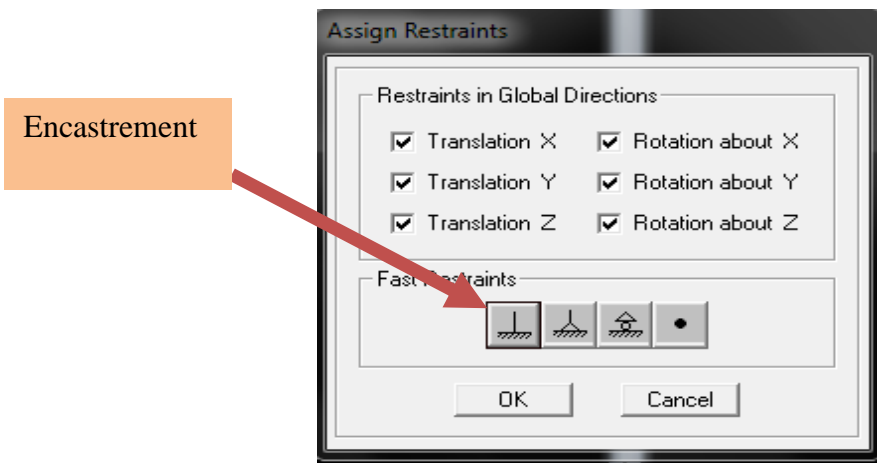 Assign Restraints
Encastrement
Restraints in Global Directions
Translation X Rotation about X
Translation Y Rotation about Y
Translation Z Rotation about Z
Fast Restraints
OK Cancel